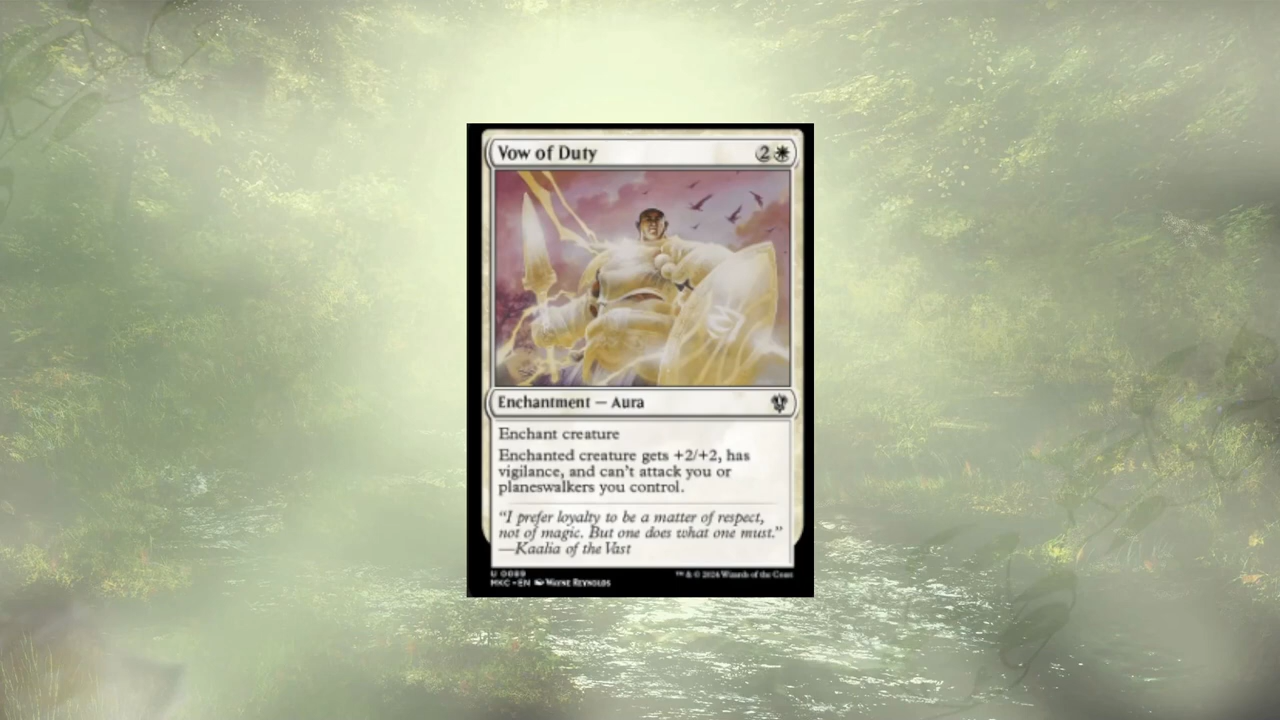 Vow of Duty 2
Enchantment — Aura
Enchant creature
Enchanted creature gets +2/+2, has
vigilance, and can't attack you or
planeswalkers you control.
"I prefer loyalty to be a matter of respect,
not of magic. But one does what one must."
—Kaalia of the Vast
U 0089
MKC • EN Wayne Reynolds
™ & © 2024 Wizards of the Coast